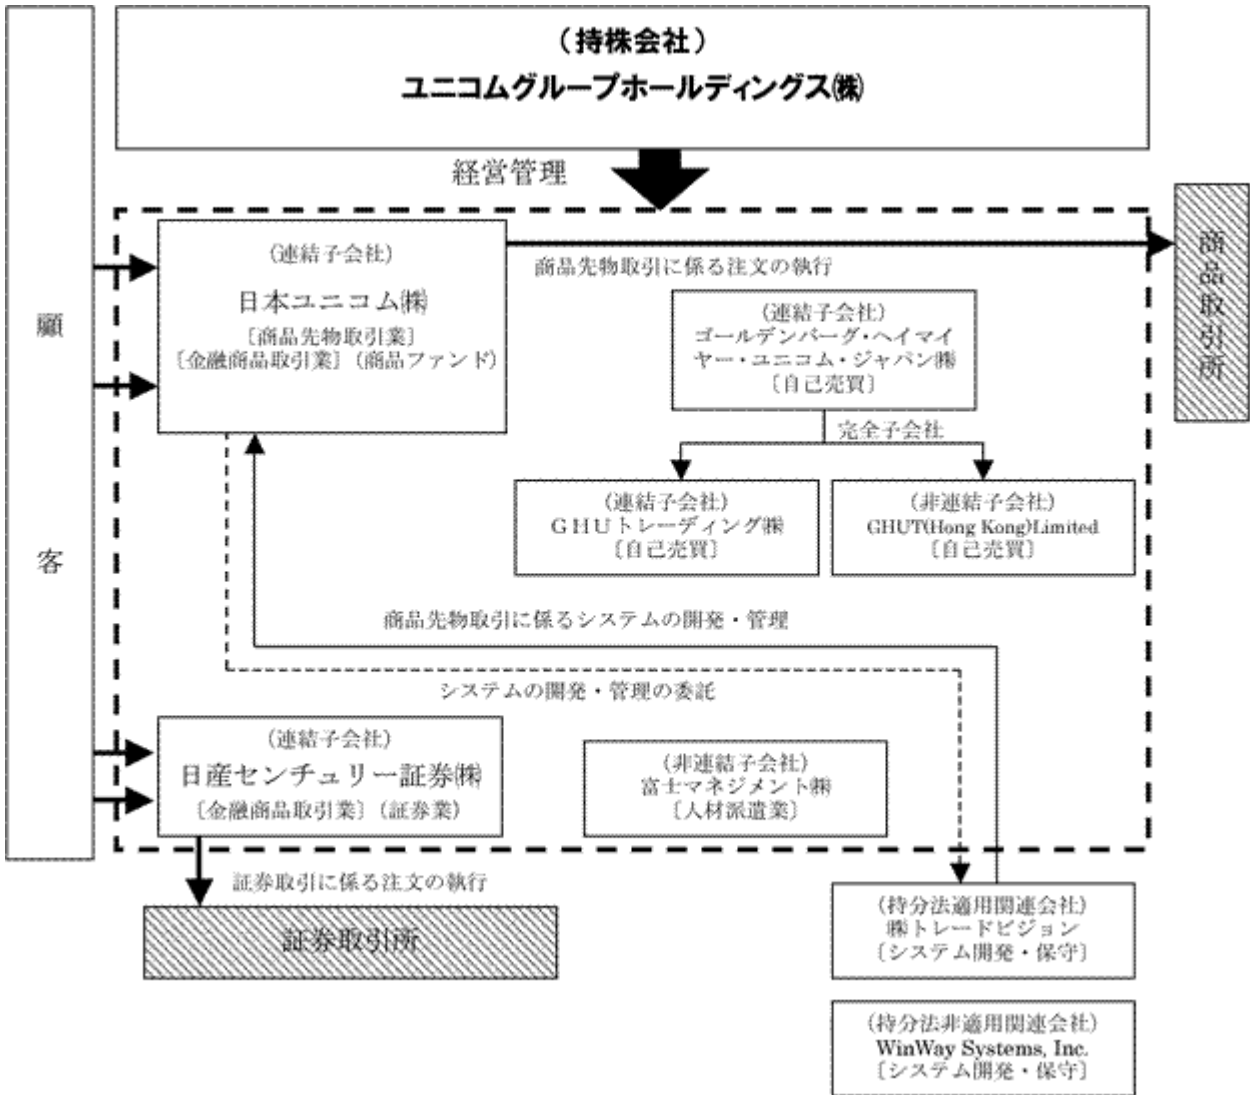 （持株会社）
ユニコムグループホールディングス㈱
経営管理
顧客
商品取引所
(連結子会社)
日本ユニコム㈱
［商品先物取引業］
［金融商品取引業］(商品ファンド)
商品先物取引に係る注文の執行
(連結子会社)
ゴールデンバーグ・ヘイマイ
ヤー・ユニコム・ジャパン㈱
［自己売買］
完全子会社
(連結子会社)
ＧＨＵトレーディング㈱
［自己売買］
(非連結子会社)
GHUT(Hong Kong)Limited
［自己売買］
商品先物取引に係るシステムの開発・管理
システムの開発・管理の委託
(連結子会社)
日産センチュリー証券㈱
［金融商品取引業］(証券業)
(非連結子会社)
富士マネジメント㈱
［人材派遣業］
証券取引に係る注文の執行
証券取引所
(持分法適用関連会社)
㈱トレードビジョン
［システム開発・保守］
(持分法非適用関連会社)
WinWay Systems, Inc.
［システム開発・保守］